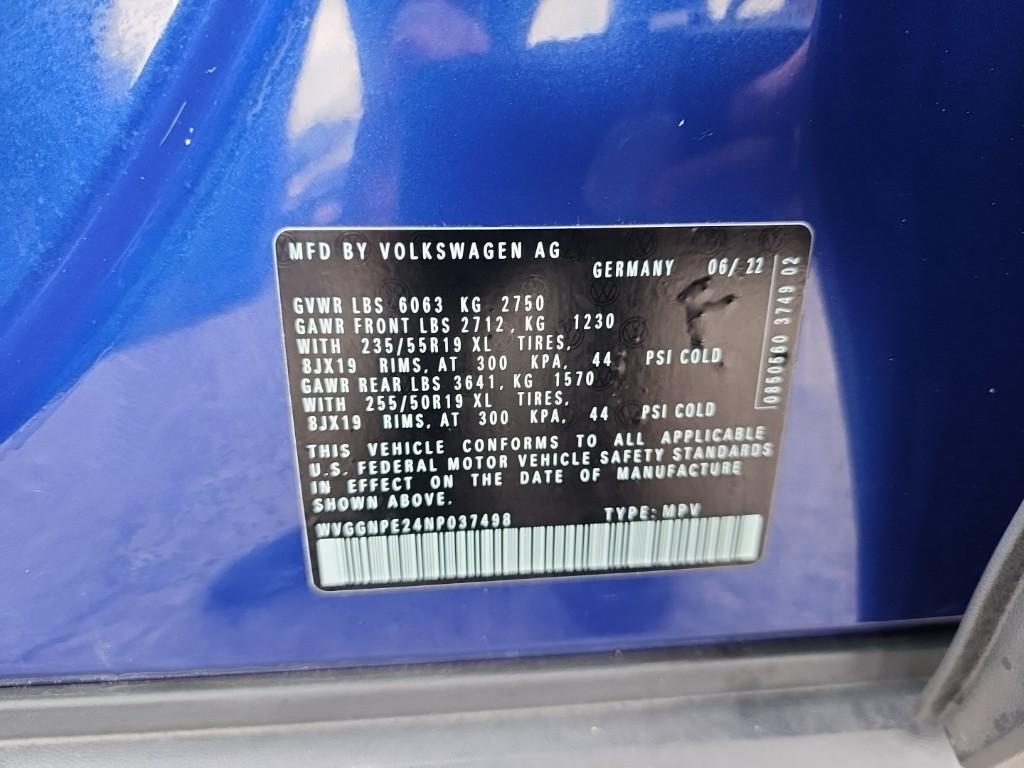 MFD BY VOLKSWAGEN AG
GERMANY 06/ 22
GVWR LBS 6063 KG 2750
GAWR FRONT LBS 2712, KG 1230
WITH 235/55R19 XL TIRES,
8JX19 RIMS, AT 300 KPA, 44 PSI COLD
GAWR REAR LBS 3641, KG 1570
WITH 255/50R19 XL TIRES,
8JX19 RIMS, AT 300 KPA, 44 PSI COLD
THIS VEHICLE CONFORMS TO ALL APPLICABLE
U.S. FEDERAL MOTOR VEHICLE SAFETY STANDARDS
IN EFFECT ON THE DATE OF MANUFACTURE
SHOWN ABOVE.
WVGGNPE24NP037498 TYPE: MPV
0850660 3749 02